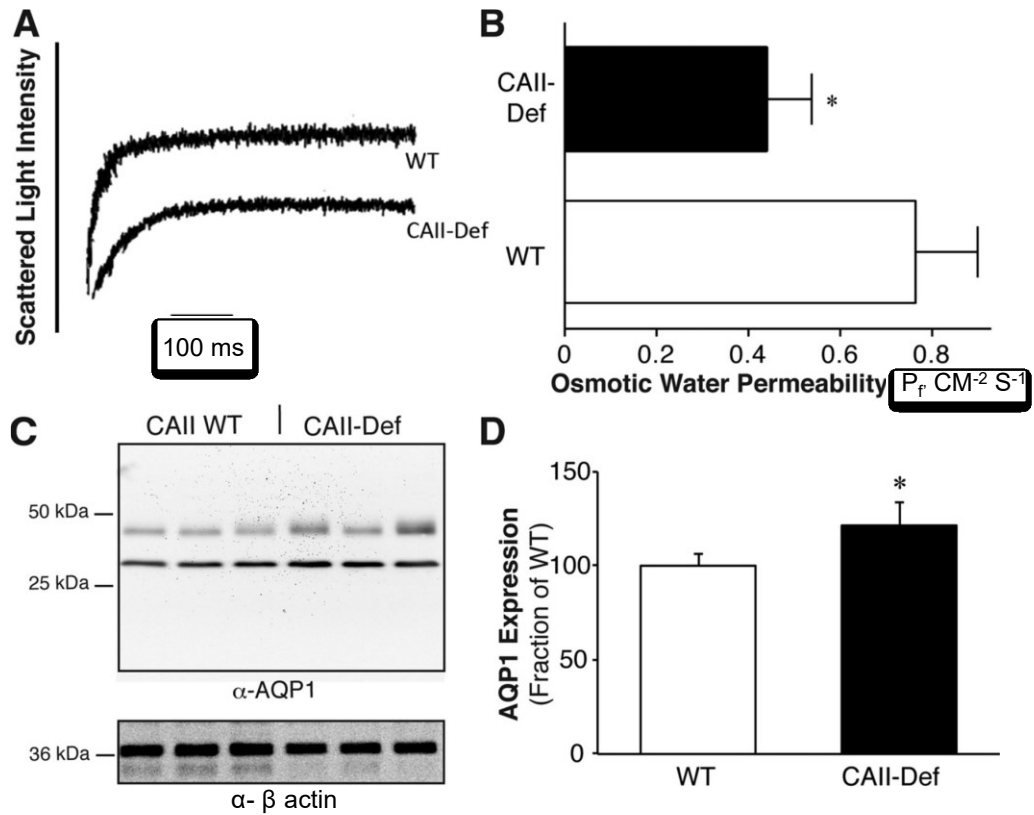 A
Scattered Light Intensity
WT
CAII-Def
100 ms
B
CAII-
Def
*
WT
0 0.2 0.4 0.6 0.8
Osmotic Water Permeability P_f, CM⁻² S⁻¹
C
CAII WT | CAII-Def
50 kDa
25 kDa
α-AQP1
36 kDa
α- β actin
D
AQP1 Expression
(Fraction of WT)
150
100
50
0
*
WT CAII-Def